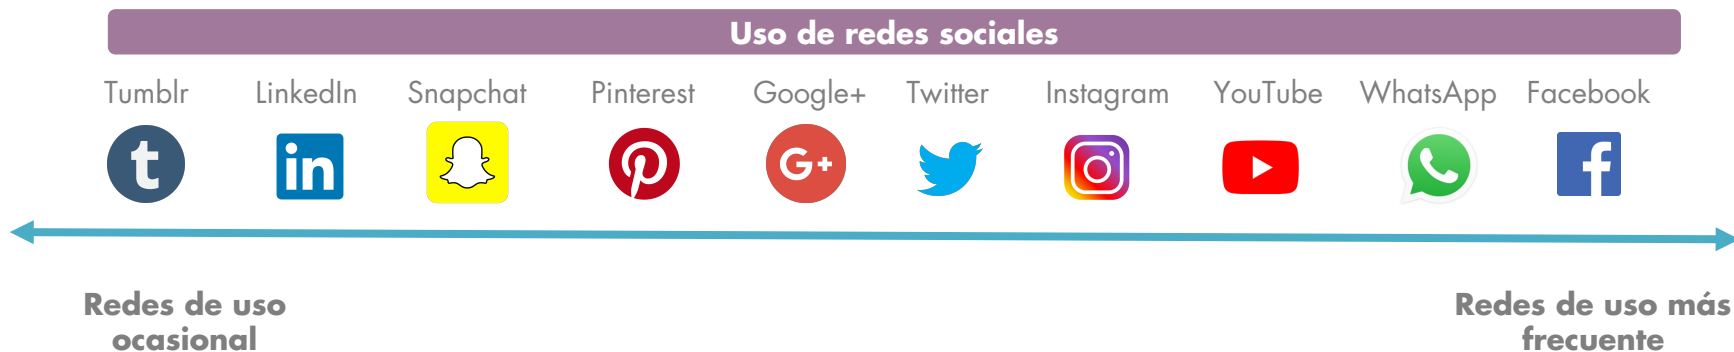 Uso de redes sociales
Tumblr LinkedIn Snapchat Pinterest Google+ Twitter Instagram YouTube WhatsApp Facebook
t in G+ f
Redes de uso ocasional
Redes de uso más frecuente